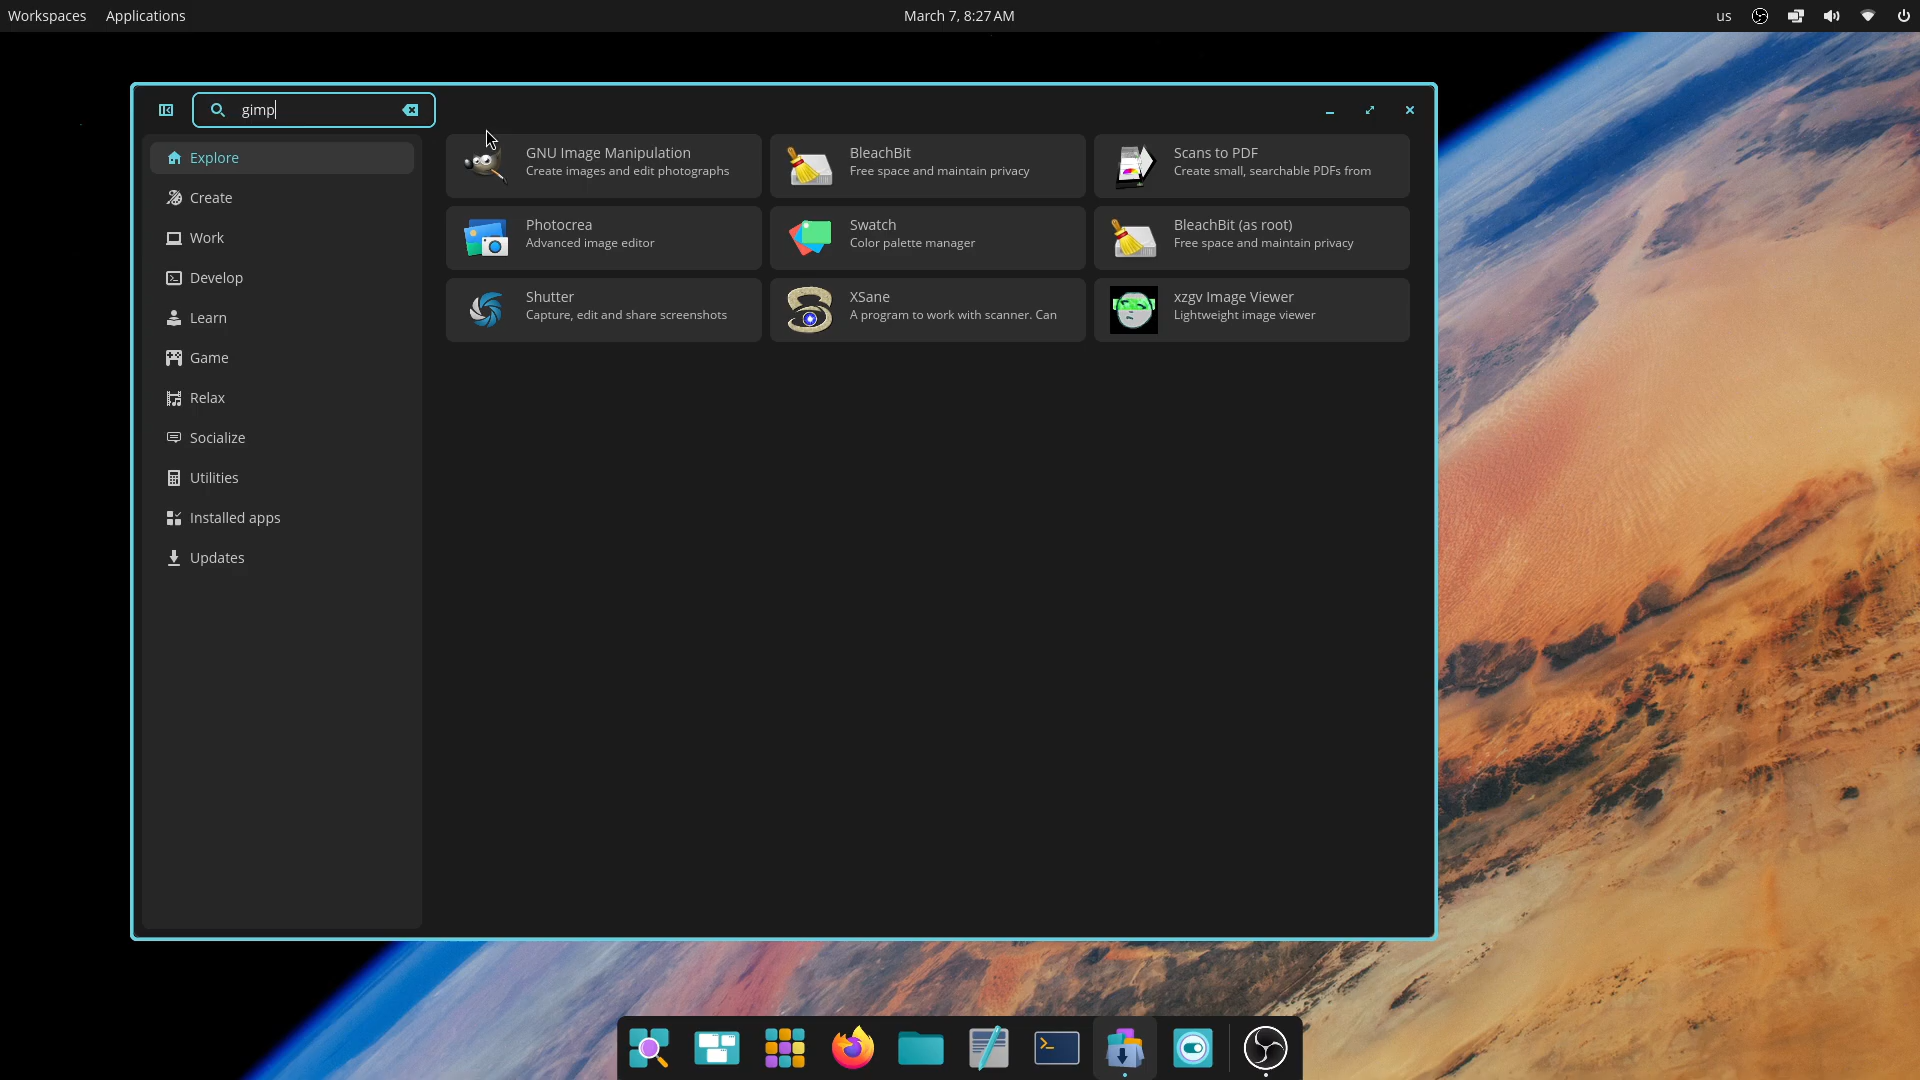 Workspaces Applications March 7, 8:27 AM us
gimp
Explore
Create
Work
Develop
Learn
Game
Relax
Socialize
Utilities
Installed apps
Updates
GNU Image Manipulation
Create images and edit photographs
BleachBit
Free space and maintain privacy
Scans to PDF
Create small, searchable PDFs from
Photocrea
Advanced image editor
Swatch
Color palette manager
BleachBit (as root)
Free space and maintain privacy
Shutter
Capture, edit and share screenshots
XSane
A program to work with scanner. Can
xzgv Image Viewer
Lightweight image viewer